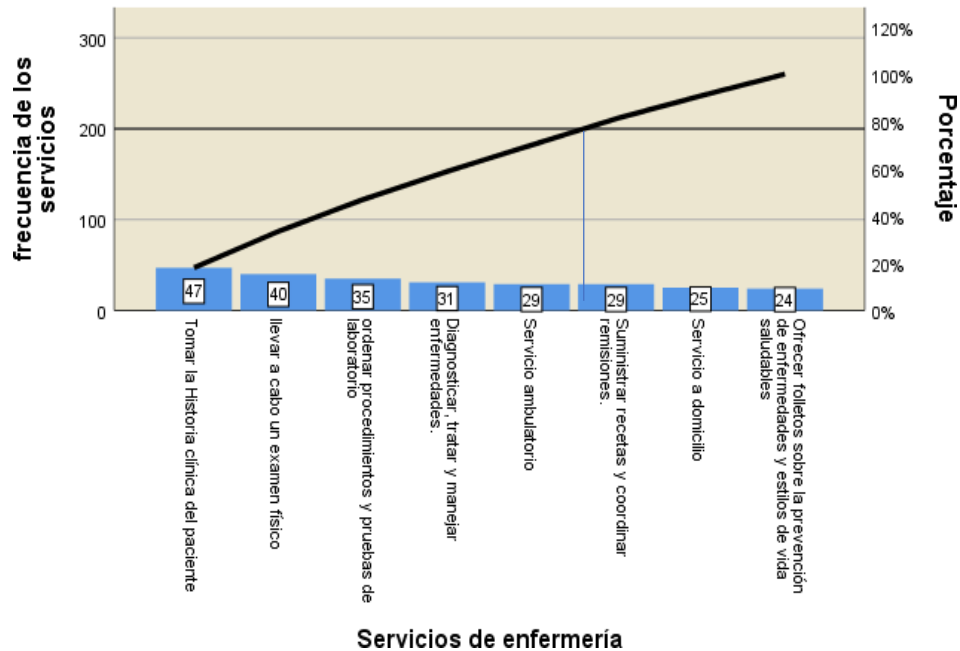 frecuencia de los
servicios
300
200
100
0
47
40
35
31
29
29
25
24
120%
100%
80%
60%
40%
20%
0%
Porcentaje
Tomar la Historia clínica del paciente
llevar a cabo un examen físico
ordenar procedimientos y pruebas de
laboratorio
Diagnosticar, tratar y manejar
enfermedades.
Servicio ambulatorio
Suministrar recetas y coordinar
remisiones.
Servicio a domicilio
Ofrecer folletos sobre la prevención
de enfermedades y estilos de vida
saludables
Servicios de enfermería